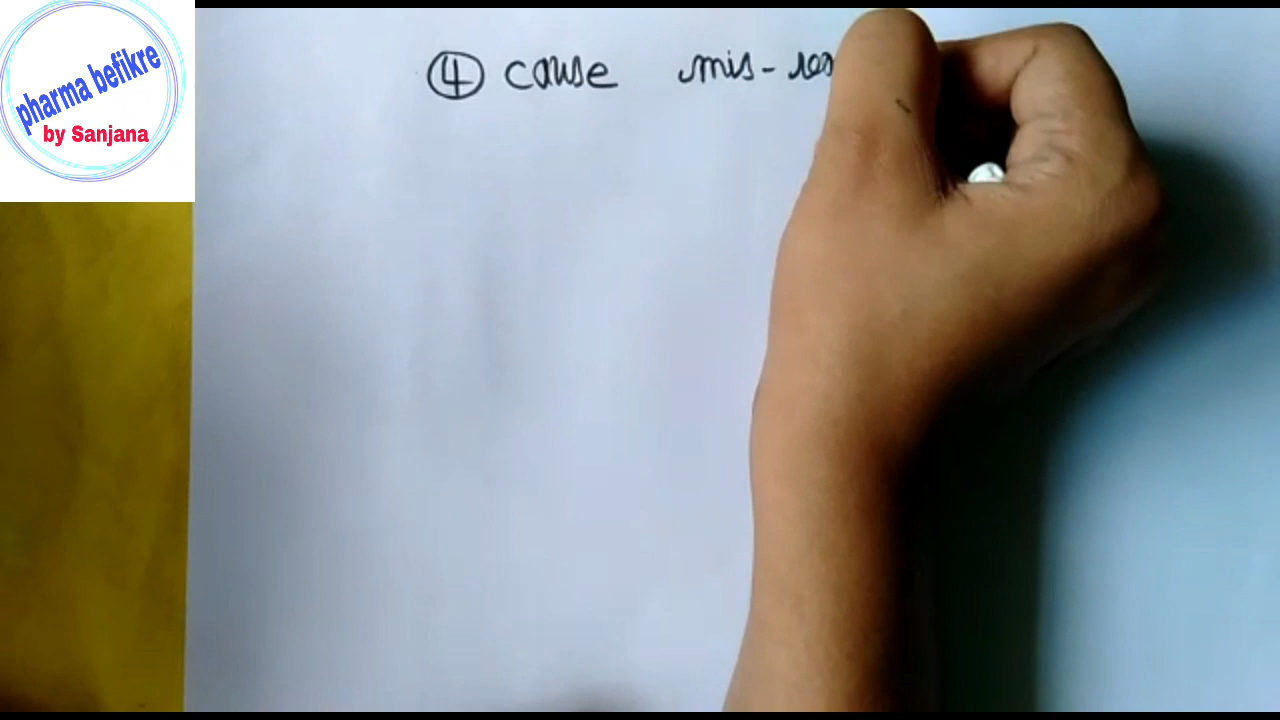 pharma befikre
by Sanjana
④ cause mis-